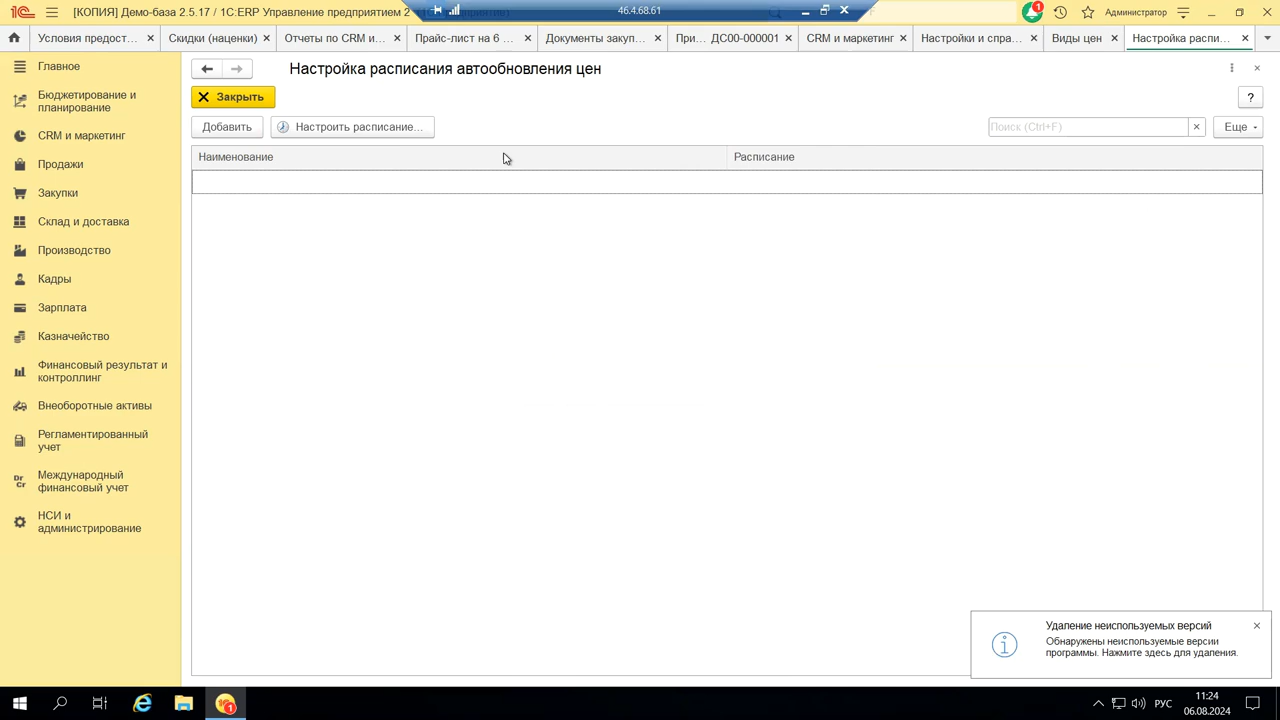 [КОПИЯ] Демо-база 2.5.17 / 1С:ERP Управление предприятием 2
46.4.68.61
Администратор
1
Условия предост...
Скидки (наценки)
Отчеты по CRM и...
Прайс-лист на 6 ...
Документы закуп...
При... ДС00-000001
CRM и маркетинг
Настройки и спра...
Виды цен
Настройка распи...
Главное
Бюджетирование и
планирование
CRM и маркетинг
Продажи
Закупки
Склад и доставка
Производство
Кадры
Зарплата
Казначейство
Финансовый результат и
контроллинг
Внеоборотные активы
Регламентированный
учет
Международный
финансовый учет
НСИ и
администрирование
Настройка расписания автообновления цен
Закрыть
?
Добавить
Настроить расписание...
Поиск (Ctrl+F)
Еще
Наименование
Расписание
Удаление неиспользуемых версий
Обнаружены неиспользуемые версии
программы. Нажмите здесь для удаления.
РУС
11:24
06.08.2024